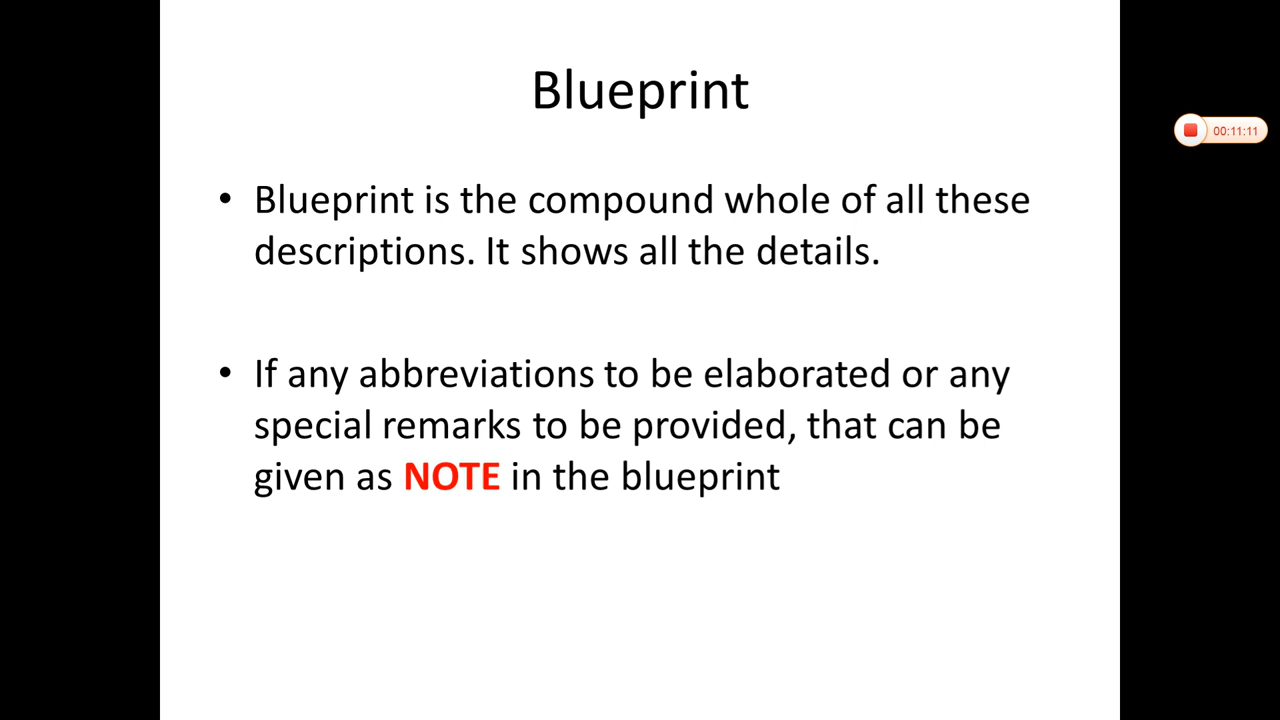 Blueprint
00:11:11
• Blueprint is the compound whole of all these
descriptions. It shows all the details.
• If any abbreviations to be elaborated or any
special remarks to be provided, that can be
given as NOTE in the blueprint